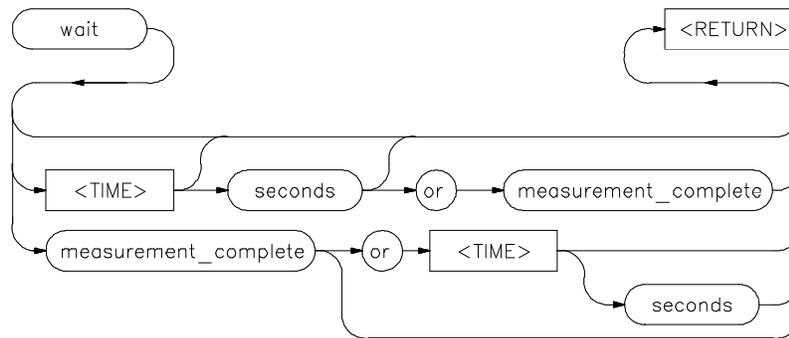 wait
<RETURN>
<TIME>
seconds
or
measurement_complete
measurement_complete
or
<TIME>
seconds